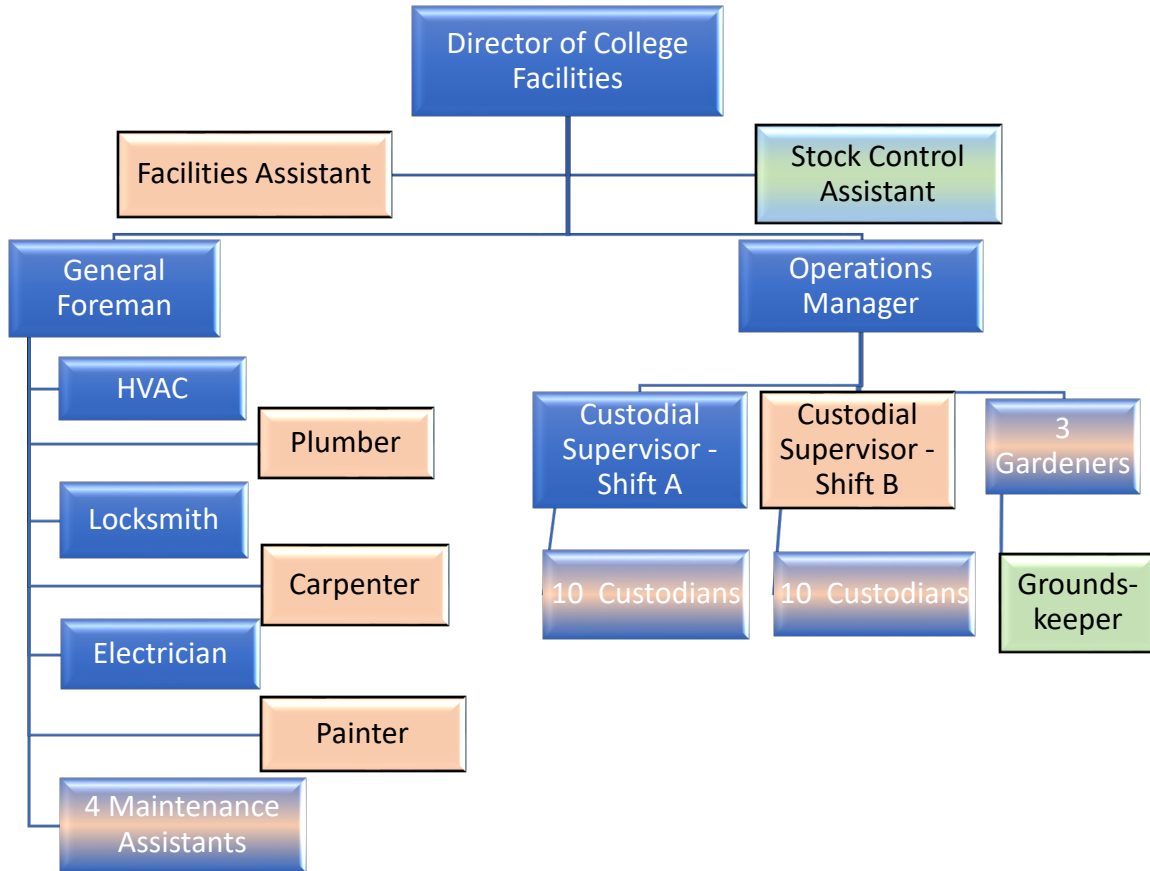 Director of College
Facilities
Facilities Assistant
Stock Control
Assistant
General
Foreman
Operations
Manager
HVAC
Plumber
Locksmith
Carpenter
Electrician
Painter
4 Maintenance
Assistants
Custodial
Supervisor -
Shift A
Custodial
Supervisor -
Shift B
3
Gardeners
10 Custodians
10 Custodians
Grounds-
keeper